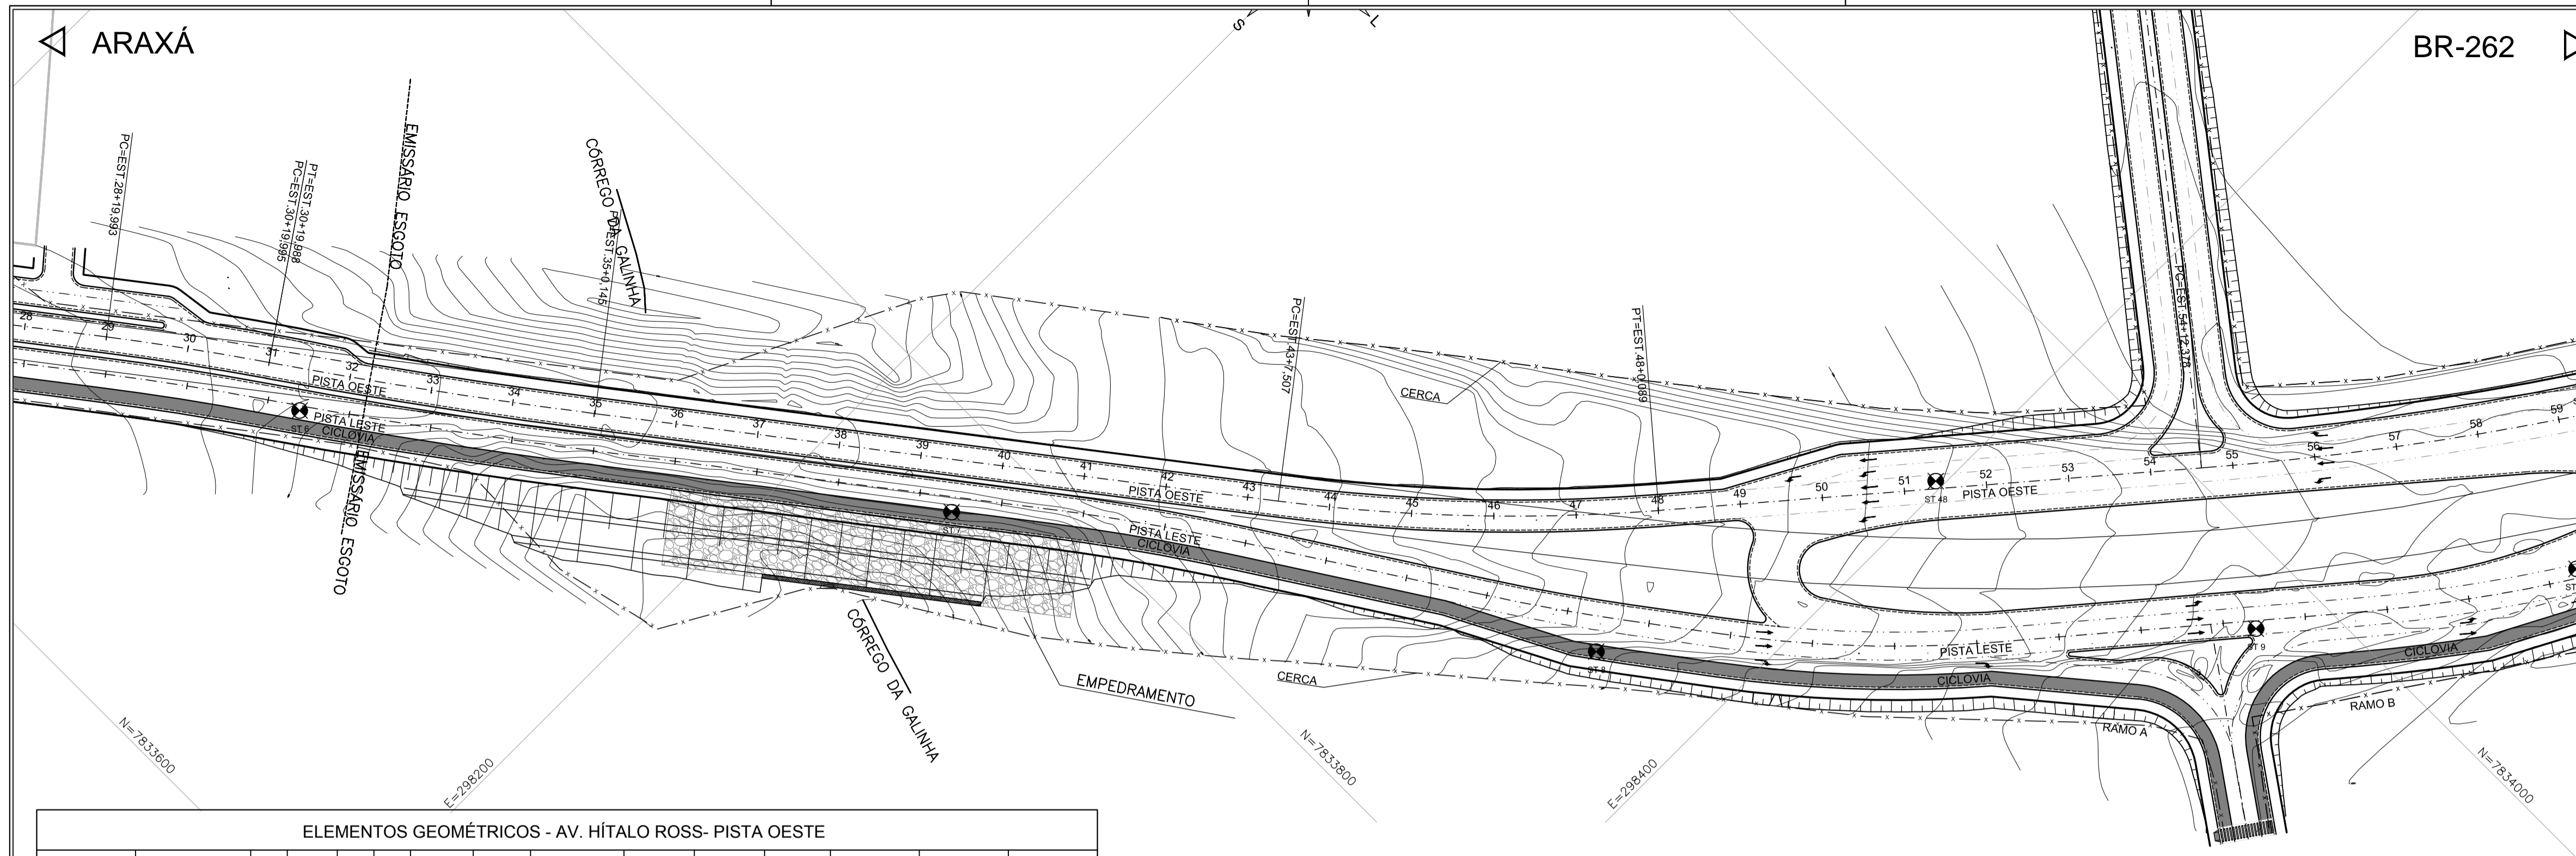 S
L
ARAXÁ
BR-262
PC=EST.28+19,993
PT=EST.30+19,988
PC=EST.30+19,995
EMISSÁRIO ESGOTO
CÓRREGO DA GALINHA
EST.35+0,145
PC=EST.43+7,507
PT=EST.48+0,089
PC=EST.54+12,378
28
29
30
31
32
33
34
35
36
37
38
39
40
41
42
43
44
45
46
47
48
49
50
51
52
53
54
55
56
57
58
59
PISTA OESTE
PISTA LESTE
CICLOVIA
ST 6
PISTA OESTE
PISTA LESTE
CICLOVIA
ST 7
CERCA
ST 48
PISTA OESTE
EMISSÁRIO ESGOTO
CÓRREGO DA GALINHA
EMPEDRAMENTO
CERCA
ST 8
PISTA LESTE
CICLOVIA
ST 9
CICLOVIA
RAMO A
RAMO B
N=7833600
E=298200
N=7833800
E=298400
N=7834000
ELEMENTOS GEOMÉTRICOS - AV. HÍTALO ROSS- PISTA OESTE